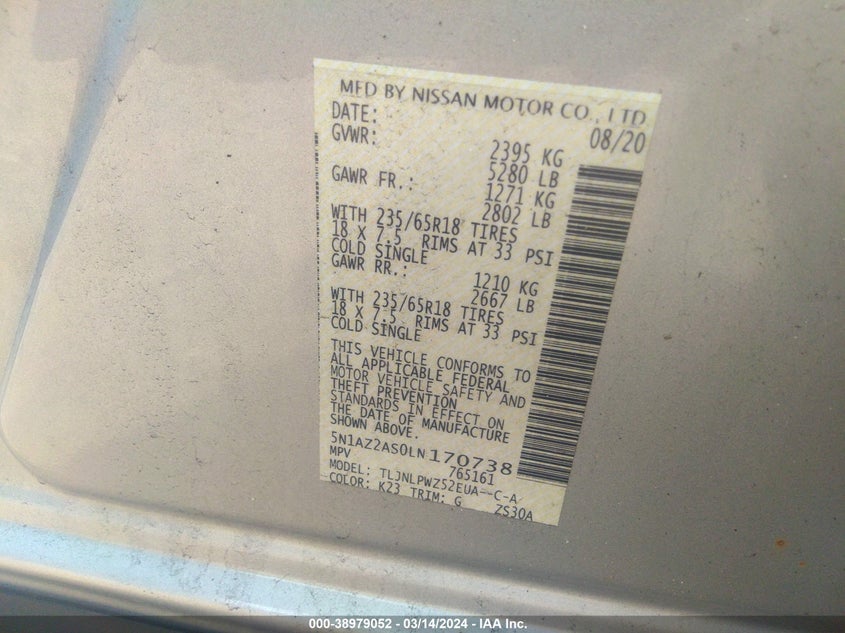 MFD BY NISSAN MOTOR CO., LTD
DATE: 08/20
GVWR: 2395 KG
5280 LB
GAWR FR.: 1271 KG
2802 LB
WITH 235/65R18 TIRES
18 X 7.5 RIMS AT 33 PSI
COLD SINGLE
GAWR RR.: 1210 KG
2667 LB
WITH 235/65R18 TIRES
18 X 7.5 RIMS AT 33 PSI
COLD SINGLE
THIS VEHICLE CONFORMS TO
ALL APPLICABLE FEDERAL
MOTOR VEHICLE SAFETY AND
THEFT PREVENTION
STANDARDS IN EFFECT ON
THE DATE OF MANUFACTURE
SHOWN ABOVE.
5N1AZ2AS0LN170738
MPV 765161
MODEL: TLJNLPWZ52EUA--C-A
COLOR: K23 TRIM: G ZS30A
000-38979052 - 03/14/2024 - IAA Inc.